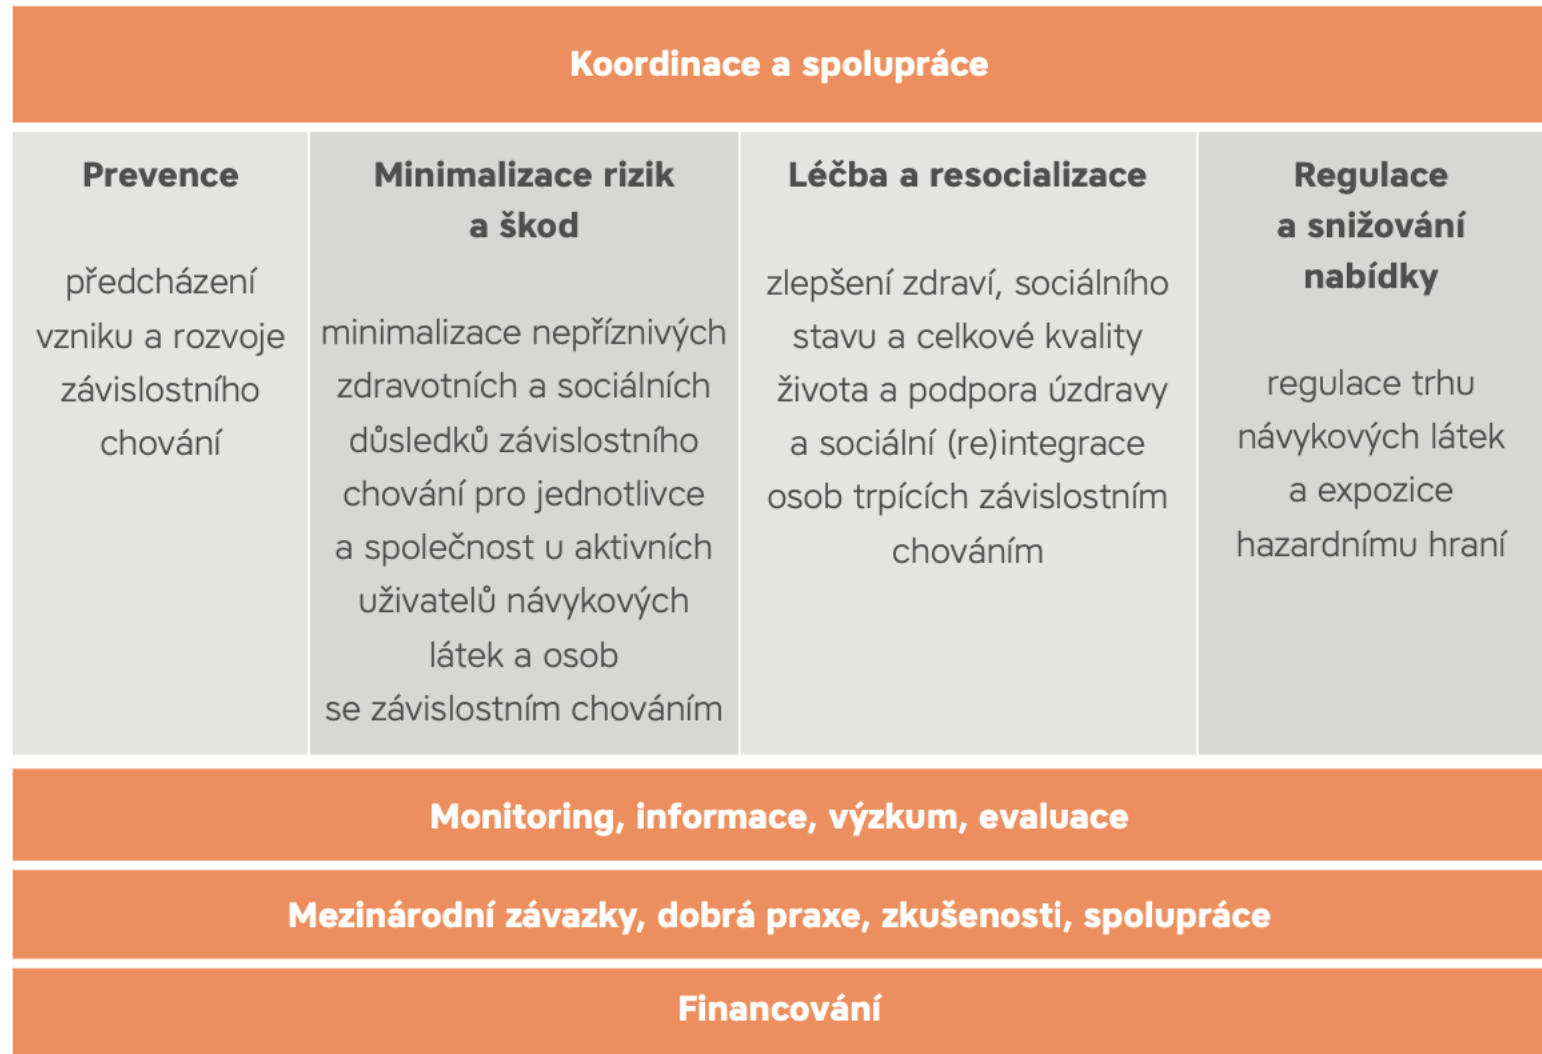 Koordinace a spolupráce
Prevence
předcházení
vzniku a rozvoje
závislostního
chování
Minimalizace rizik
a škod
minimalizace nepříznivých
zdravotních a sociálních
důsledků závislostního
chování pro jednotlivce
a společnost u aktivních
uživatelů návykových
látek a osob
se závislostním chováním
Léčba a resocializace
zlepšení zdraví, sociálního
stavu a celkové kvality
života a podpora úzdravy
a sociální (re)integrace
osob trpících závislostním
chováním
Regulace
a snižování
nabídky
regulace trhu
návykových látek
a expozice
hazardnímu hraní
Monitoring, informace, výzkum, evaluace
Mezinárodní závazky, dobrá praxe, zkušenosti, spolupráce
Financování